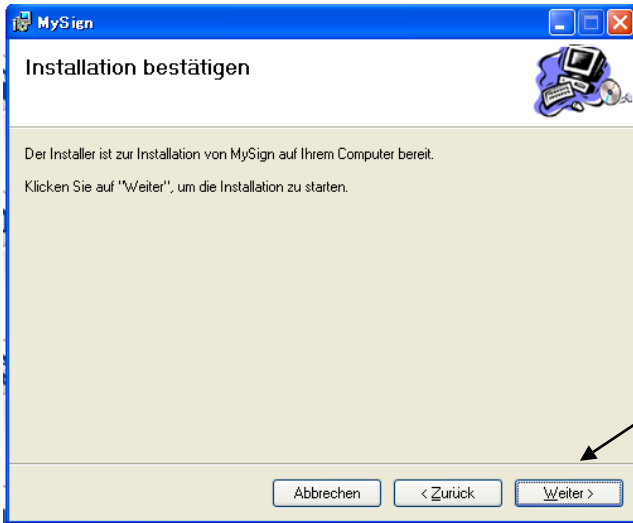 MySign
Installation bestätigen
Der Installer ist zur Installation von MySign auf Ihrem Computer bereit.
Klicken Sie auf "Weiter", um die Installation zu starten.
Abbrechen
< Zurück
Weiter >